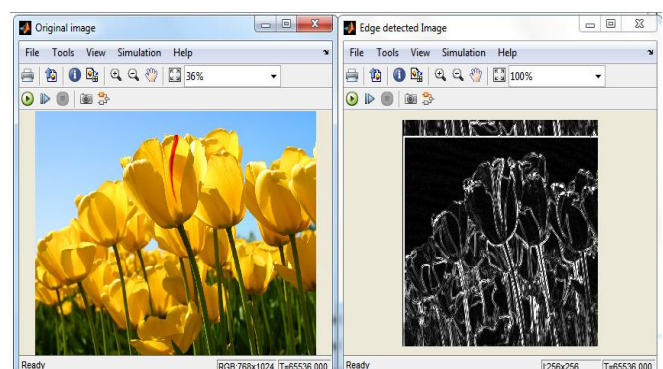 Original image
File Tools View Simulation Help
36%
Ready
RGB:768x1024 T=65536.000
Edge detected Image
File Tools View Simulation Help
100%
Ready
I:256x256 T=65536.000